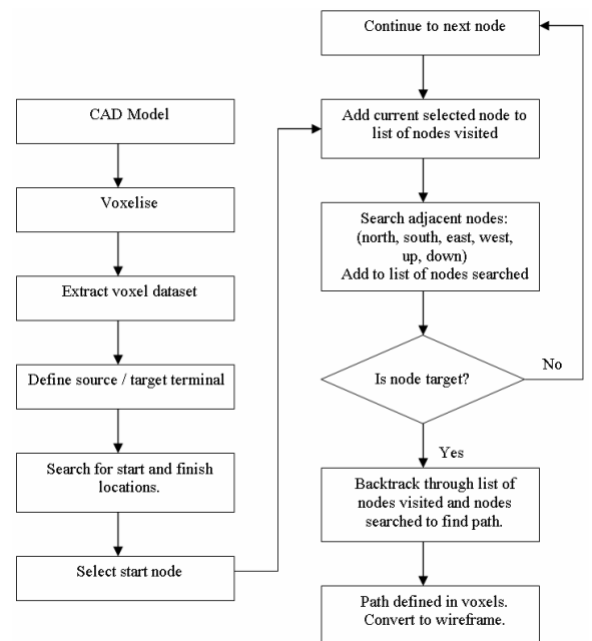 CAD Model
Voxelise
Extract voxel dataset
Define source / target terminal
Search for start and finish
locations.
Select start node
Continue to next node
Add current selected node to
list of nodes visited
Search adjacent nodes:
(north, south, east, west,
up, down)
Add to list of nodes searched
Is node target?
No
Yes
Backtrack through list of
nodes visited and nodes
searched to find path.
Path defined in voxels.
Convert to wireframe.